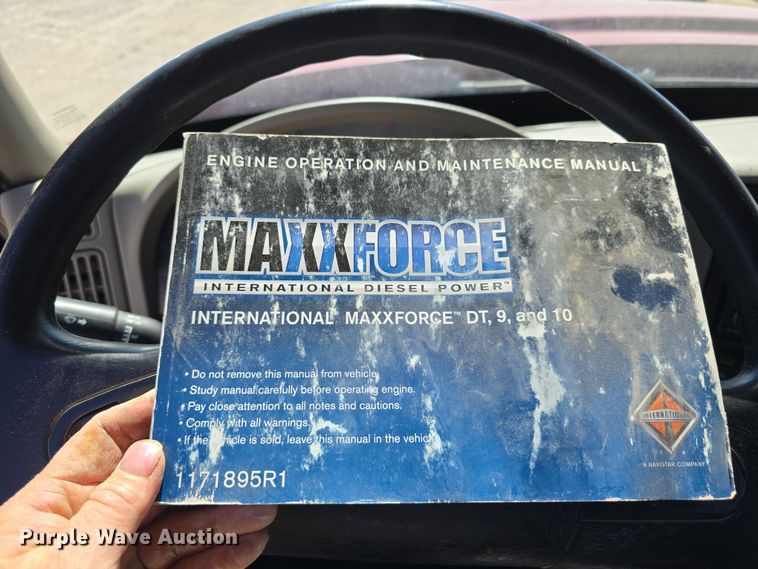 ENGINE OPERATION AND MAINTENANCE MANUAL
MAXXFORCE
INTERNATIONAL DIESEL POWER™
INTERNATIONAL® MAXXFORCE™ DT, 9, and 10
• Do not remove this manual from vehicle
• Study manual carefully before operating engine.
• Pay close attention to all notes and cautions.
• Comply with all warnings.
• If the vehicle is sold, leave this manual in the vehicle
INTERNATIONAL
A NAVISTAR COMPANY
1171895R1
Purple Wave Auction